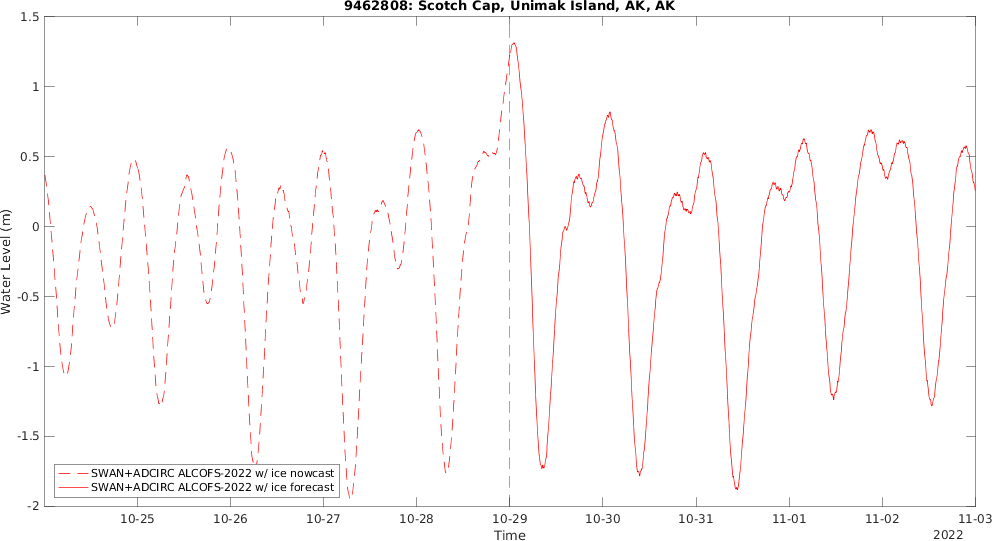 9462808: Scotch Cap, Unimak Island, AK, AK
1.5
1
0.5
0
-0.5
-1
-1.5
-2
Water Level (m)
SWAN+ADCIRC ALCOFS-2022 w/ ice nowcast
SWAN+ADCIRC ALCOFS-2022 w/ ice forecast
10-25 10-26 10-27 10-28 10-29 10-30 10-31 11-01 11-02 11-03
Time
2022